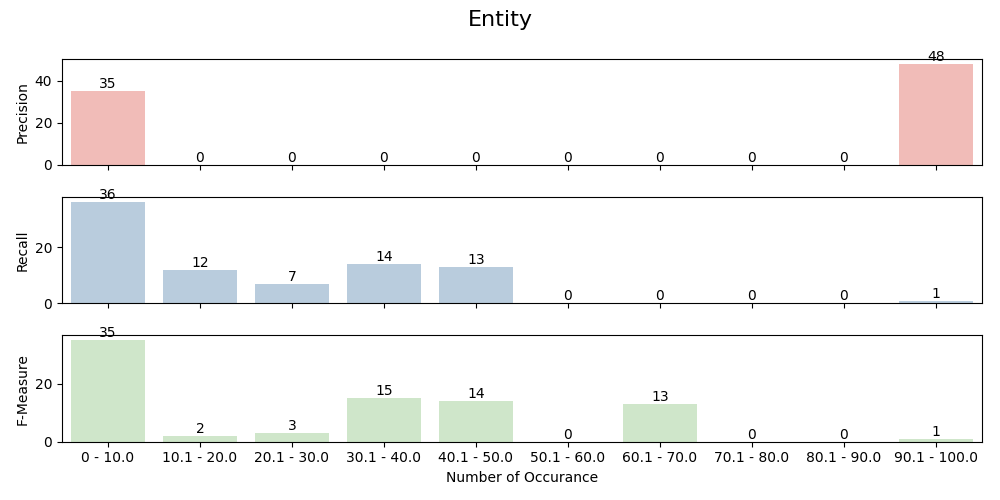 Entity
Precision
40
20
0
35
0
0
0
0
0
0
0
0
48
Recall
20
0
36
12
7
14
13
0
0
0
0
1
F-Measure
20
0
35
2
3
15
14
0
13
0
0
1
0 - 10.0
10.1 - 20.0
20.1 - 30.0
30.1 - 40.0
40.1 - 50.0
50.1 - 60.0
60.1 - 70.0
70.1 - 80.0
80.1 - 90.0
90.1 - 100.0
Number of Occurance